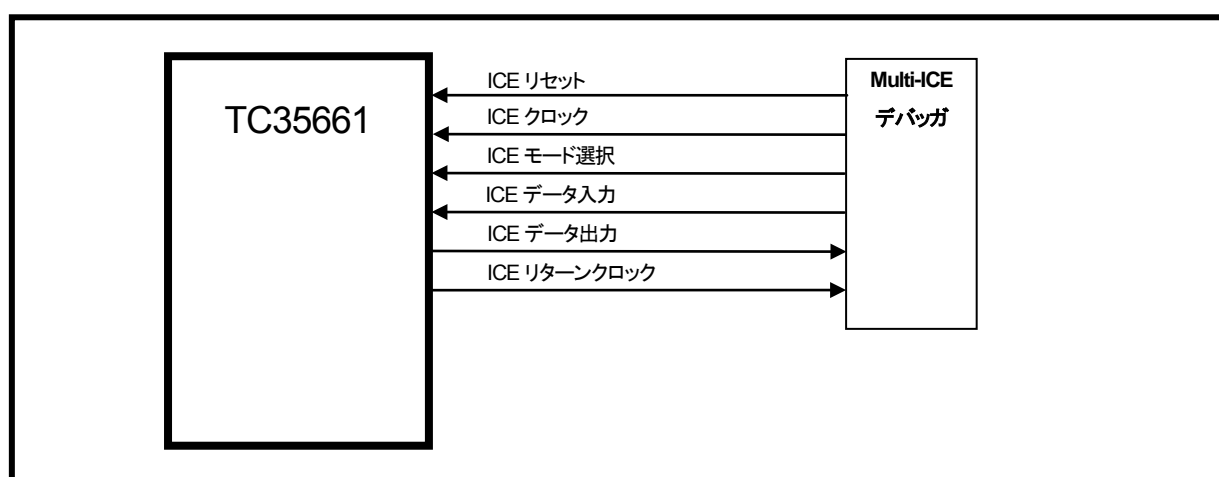 TC35661
ICE リセット
ICE クロック
ICE モード選択
ICE データ入力
ICE データ出力
ICE リターンクロック
Multi-ICE
デバッガ